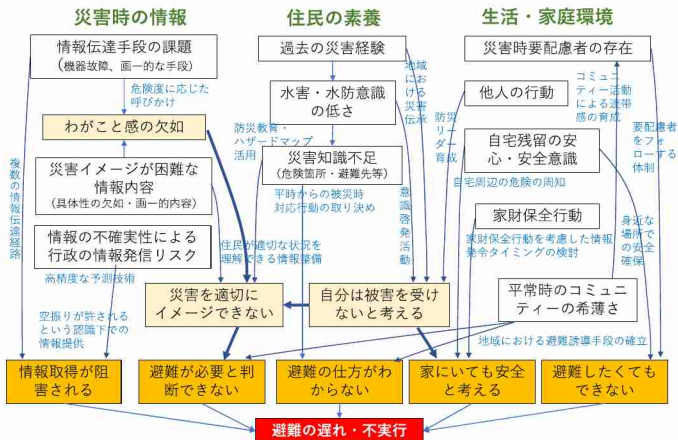 災害時の情報
住民の素養
生活・家庭環境
情報伝達手段の課題
(機器故障、画一的な手段)
過去の災害経験
災害時要配慮者の存在
危険度に応じた
呼びかけ
地域における災害伝承
コミュニ
ティー活動
による連帯
感の育成
水害・水防意識
の低さ
他人の行動
わがこと感の欠如
防災教育・
ハザードマップ
活用
防災リーダー育成
要配慮者
をフォ
ローする
体制
自宅残留の安
心・安全意識
災害知識不足
(危険箇所・避難先等)
複数の情報伝達経路
災害イメージが困難な
情報内容
(具体性の欠如・画一的内容)
自宅周辺の危険の周知
平時からの被災時
対応行動の取り決め
意識啓発活動
家財保全行動
身近な
場所で
の安全
確保
情報の不確実性による
行政の情報発信リスク
住民が適切な状況を
理解できる情報整備
家財保全行動を考慮した情報
発令タイミングの検討
高精度な予測技術
災害を適切に
イメージできない
自分は被害を受け
ないと考える
平常時のコミュニ
ティーの希薄さ
空振りが許される
という認識下での
情報提供
地域における避難誘導手段の確立
情報取得が阻
害される
避難が必要と判
断できない
避難の仕方がわ
からない
家にいても安全
と考える
避難したくても
できない
避難の遅れ・不実行